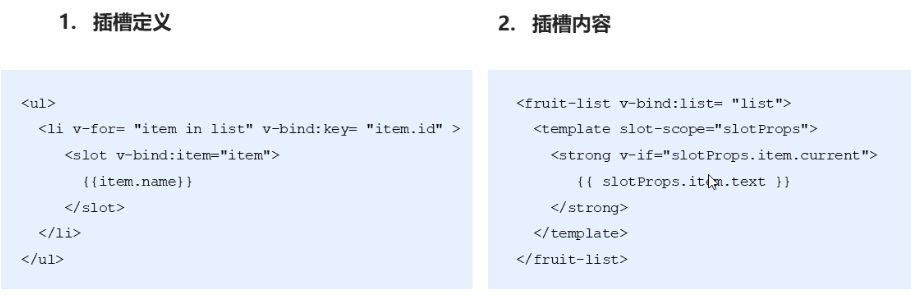 1. 插槽定义
<ul>
  <li v-for= "item in list" v-bind:key= "item.id" >
    <slot v-bind:item="item">
      {{item.name}}
    </slot>
  </li>
</ul>
2. 插槽内容
<fruit-list v-bind:list= "list">
  <template slot-scope="slotProps">
    <strong v-if="slotProps.item.current">
      {{ slotProps.item.text }}
    </strong>
  </template>
</fruit-list>